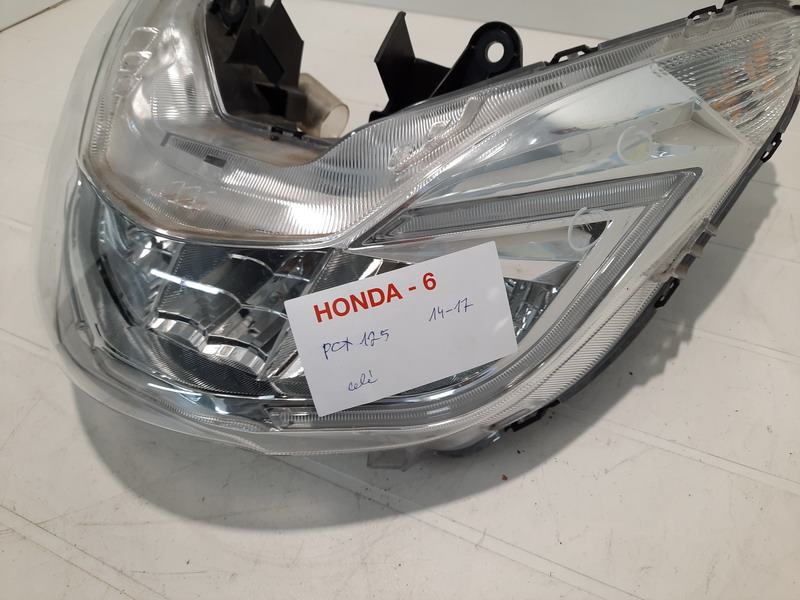 HONDA - 6
PCX 125 14-17
celé